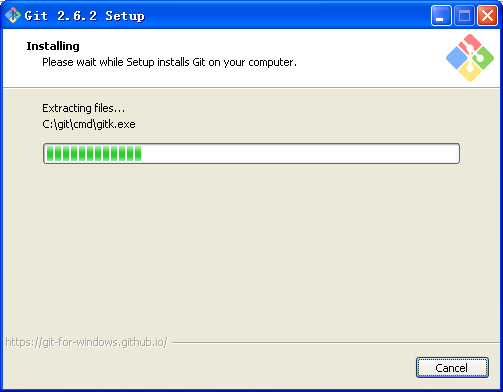 Git 2.6.2 Setup
Installing
Please wait while Setup installs Git on your computer.
Extracting files...
C:\git\cmd\gitk.exe
https://git-for-windows.github.io/
Cancel